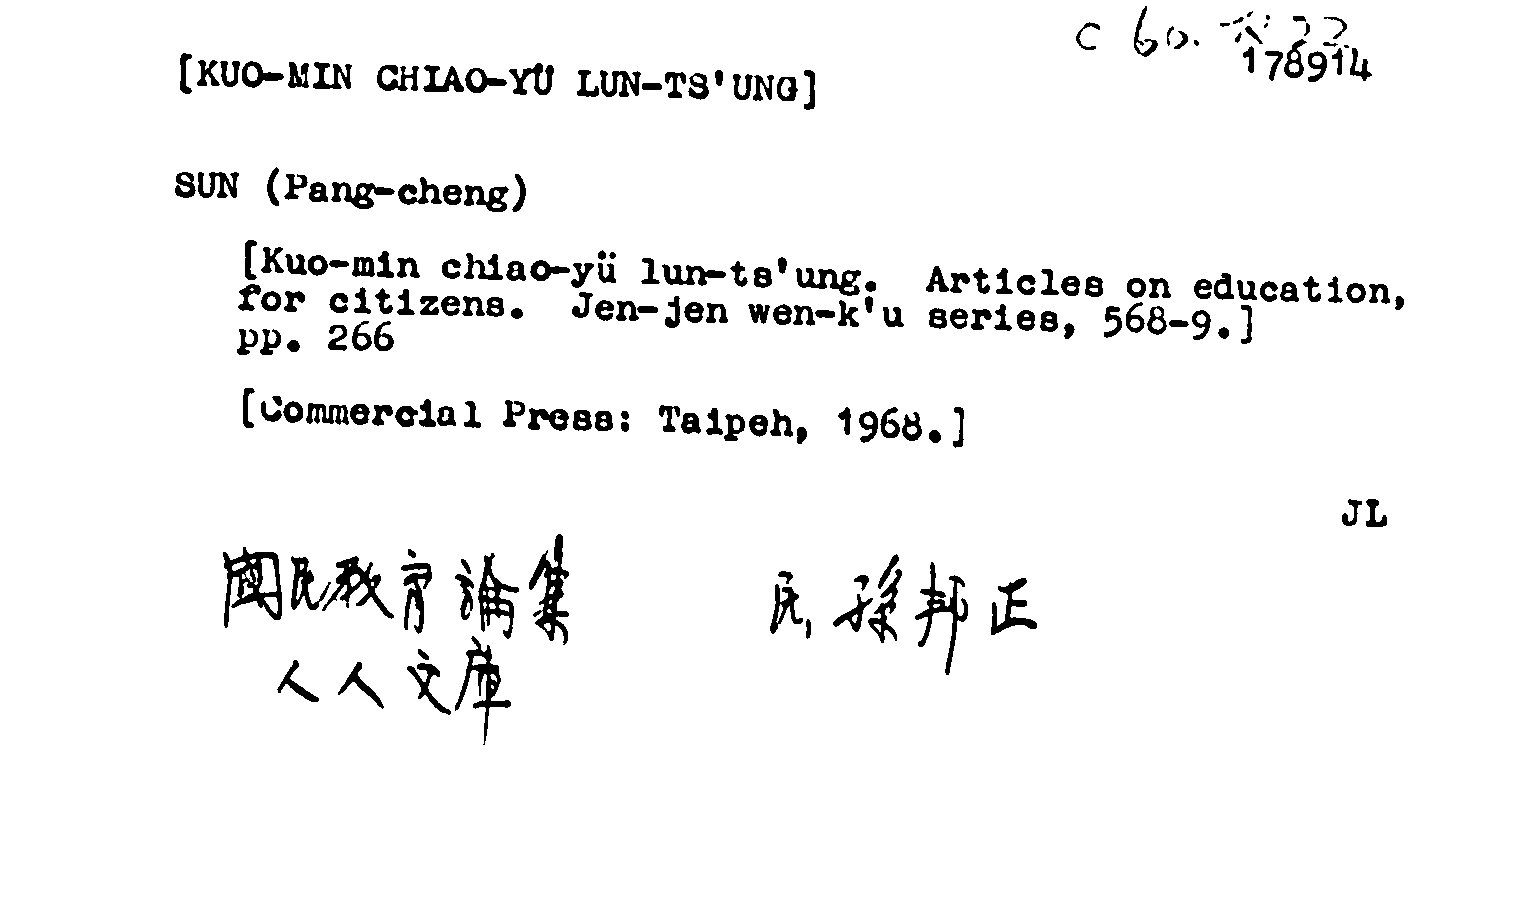 C 60.
178914
[KUO-MIN CHIAO-YÜ LUN-TS'UNG]
SUN (Pang-cheng)
[Kuo-min chiao-yü lun-ts'ung. Articles on education,
for citizens. Jen-jen wen-k'u series, 568-9.]
pp. 266
[Commercial Press: Taipeh, 1968.]
JL
國民教育論集 民, 孫邦正
人人文庫